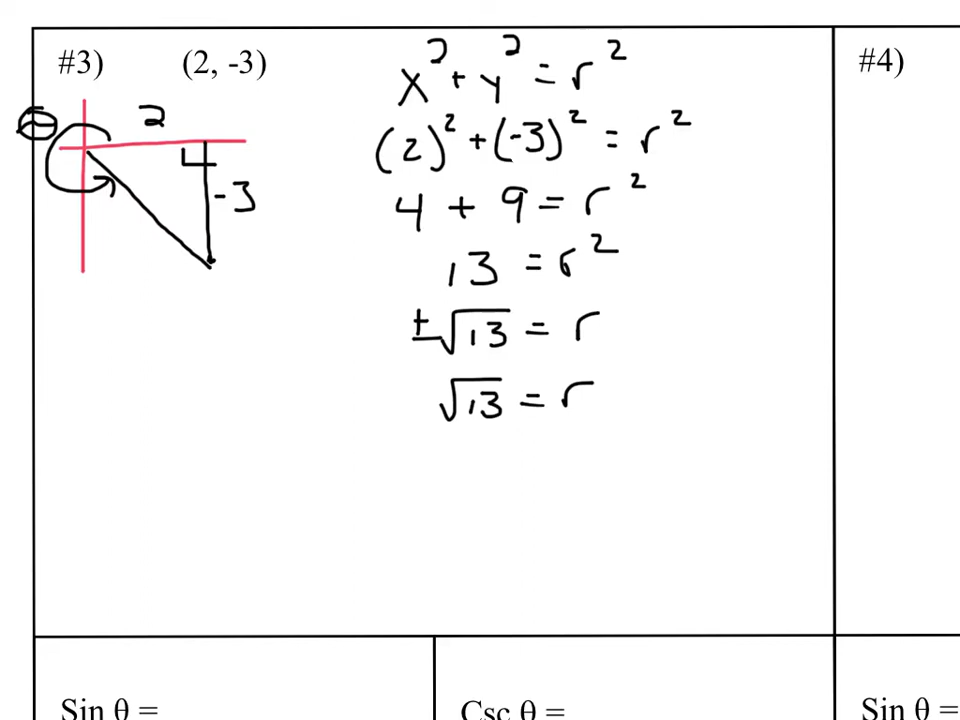 #3) (2, -3)
x² + y² = r²
#4)
θ
2
-3
(2)² + (-3)² = r²
4 + 9 = r²
13 = r²
±√13 = r
√13 = r
Sin θ =
Csc θ =
Sin θ =